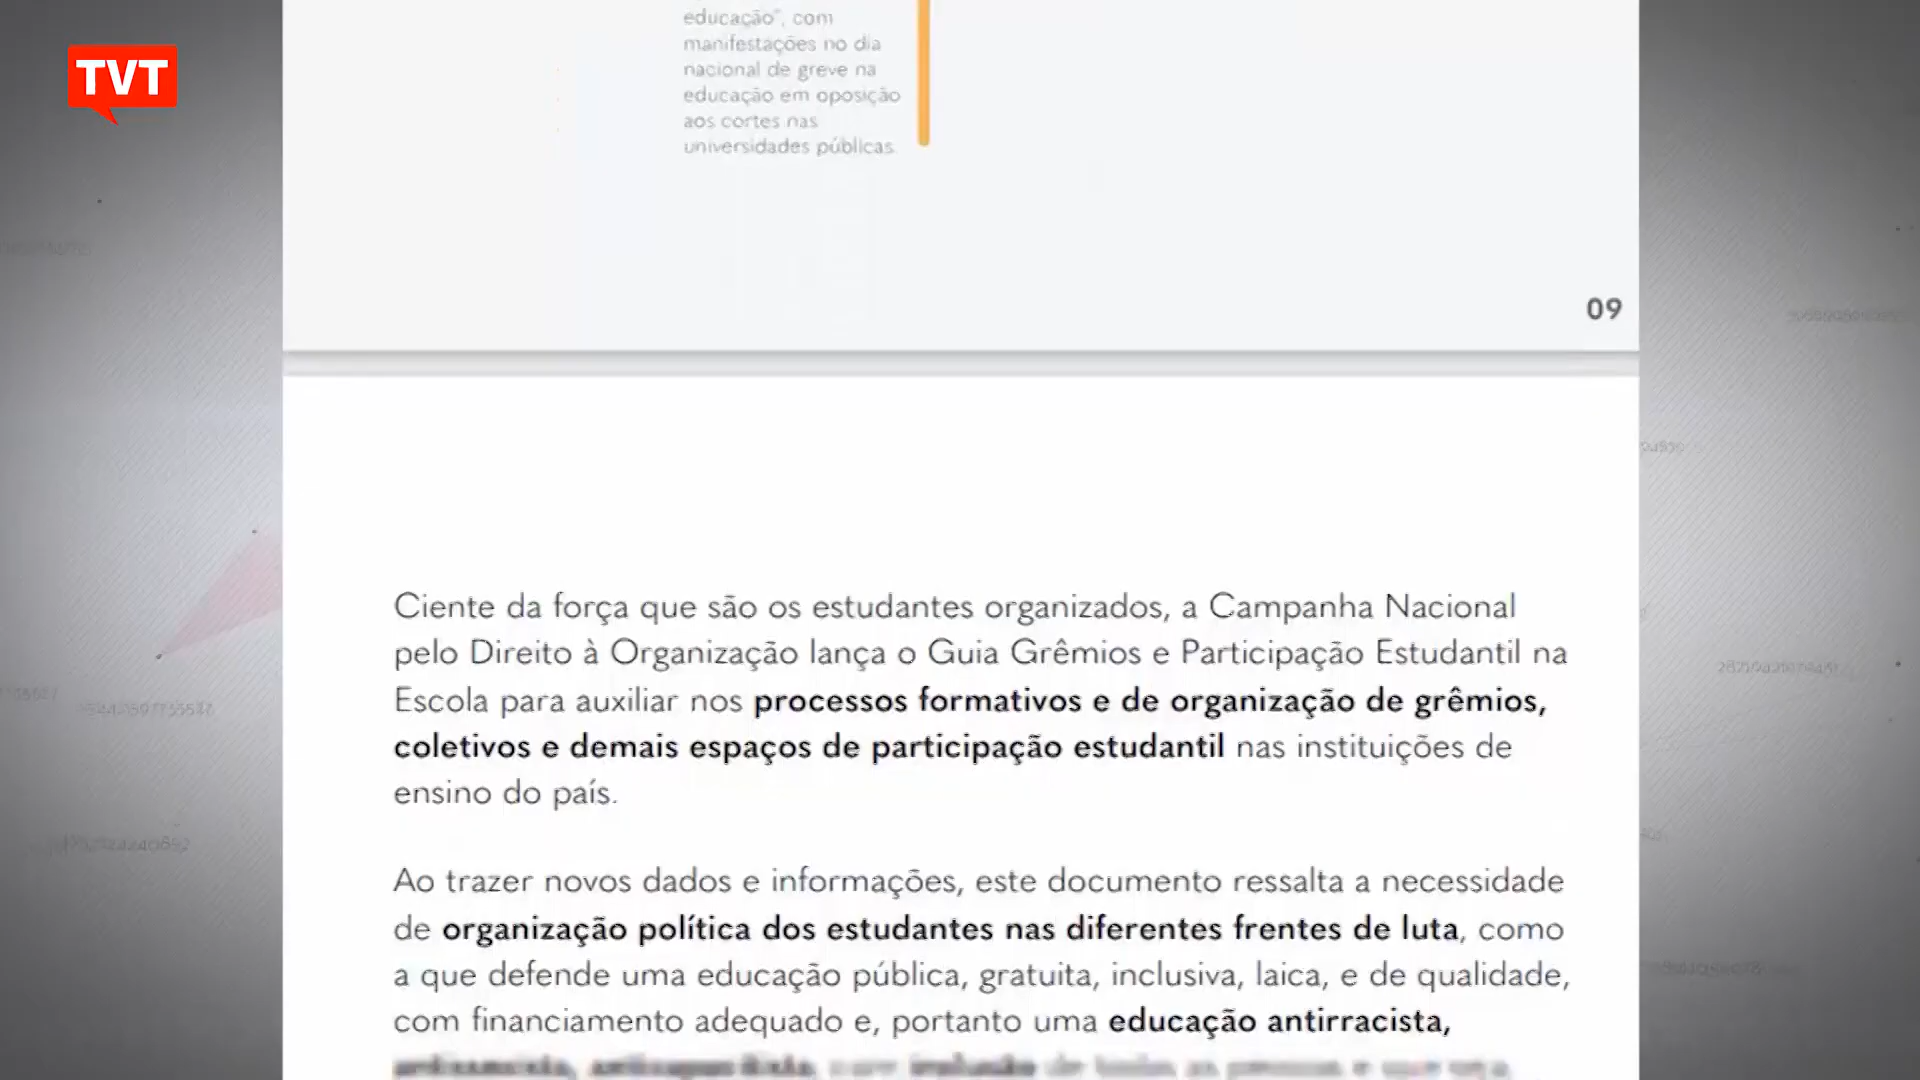 TVT
educação", com
manifestações no dia
nacional de greve na
educação em oposição
aos cortes nas
universidades públicas.
09
Ciente da força que são os estudantes organizados, a Campanha Nacional
pelo Direito à Organização lança o Guia Grêmios e Participação Estudantil na
Escola para auxiliar nos processos formativos e de organização de grêmios,
coletivos e demais espaços de participação estudantil nas instituições de
ensino do país.
Ao trazer novos dados e informações, este documento ressalta a necessidade
de organização política dos estudantes nas diferentes frentes de luta, como
a que defende uma educação pública, gratuita, inclusiva, laica, e de qualidade,
com financiamento adequado e, portanto uma educação antirracista,